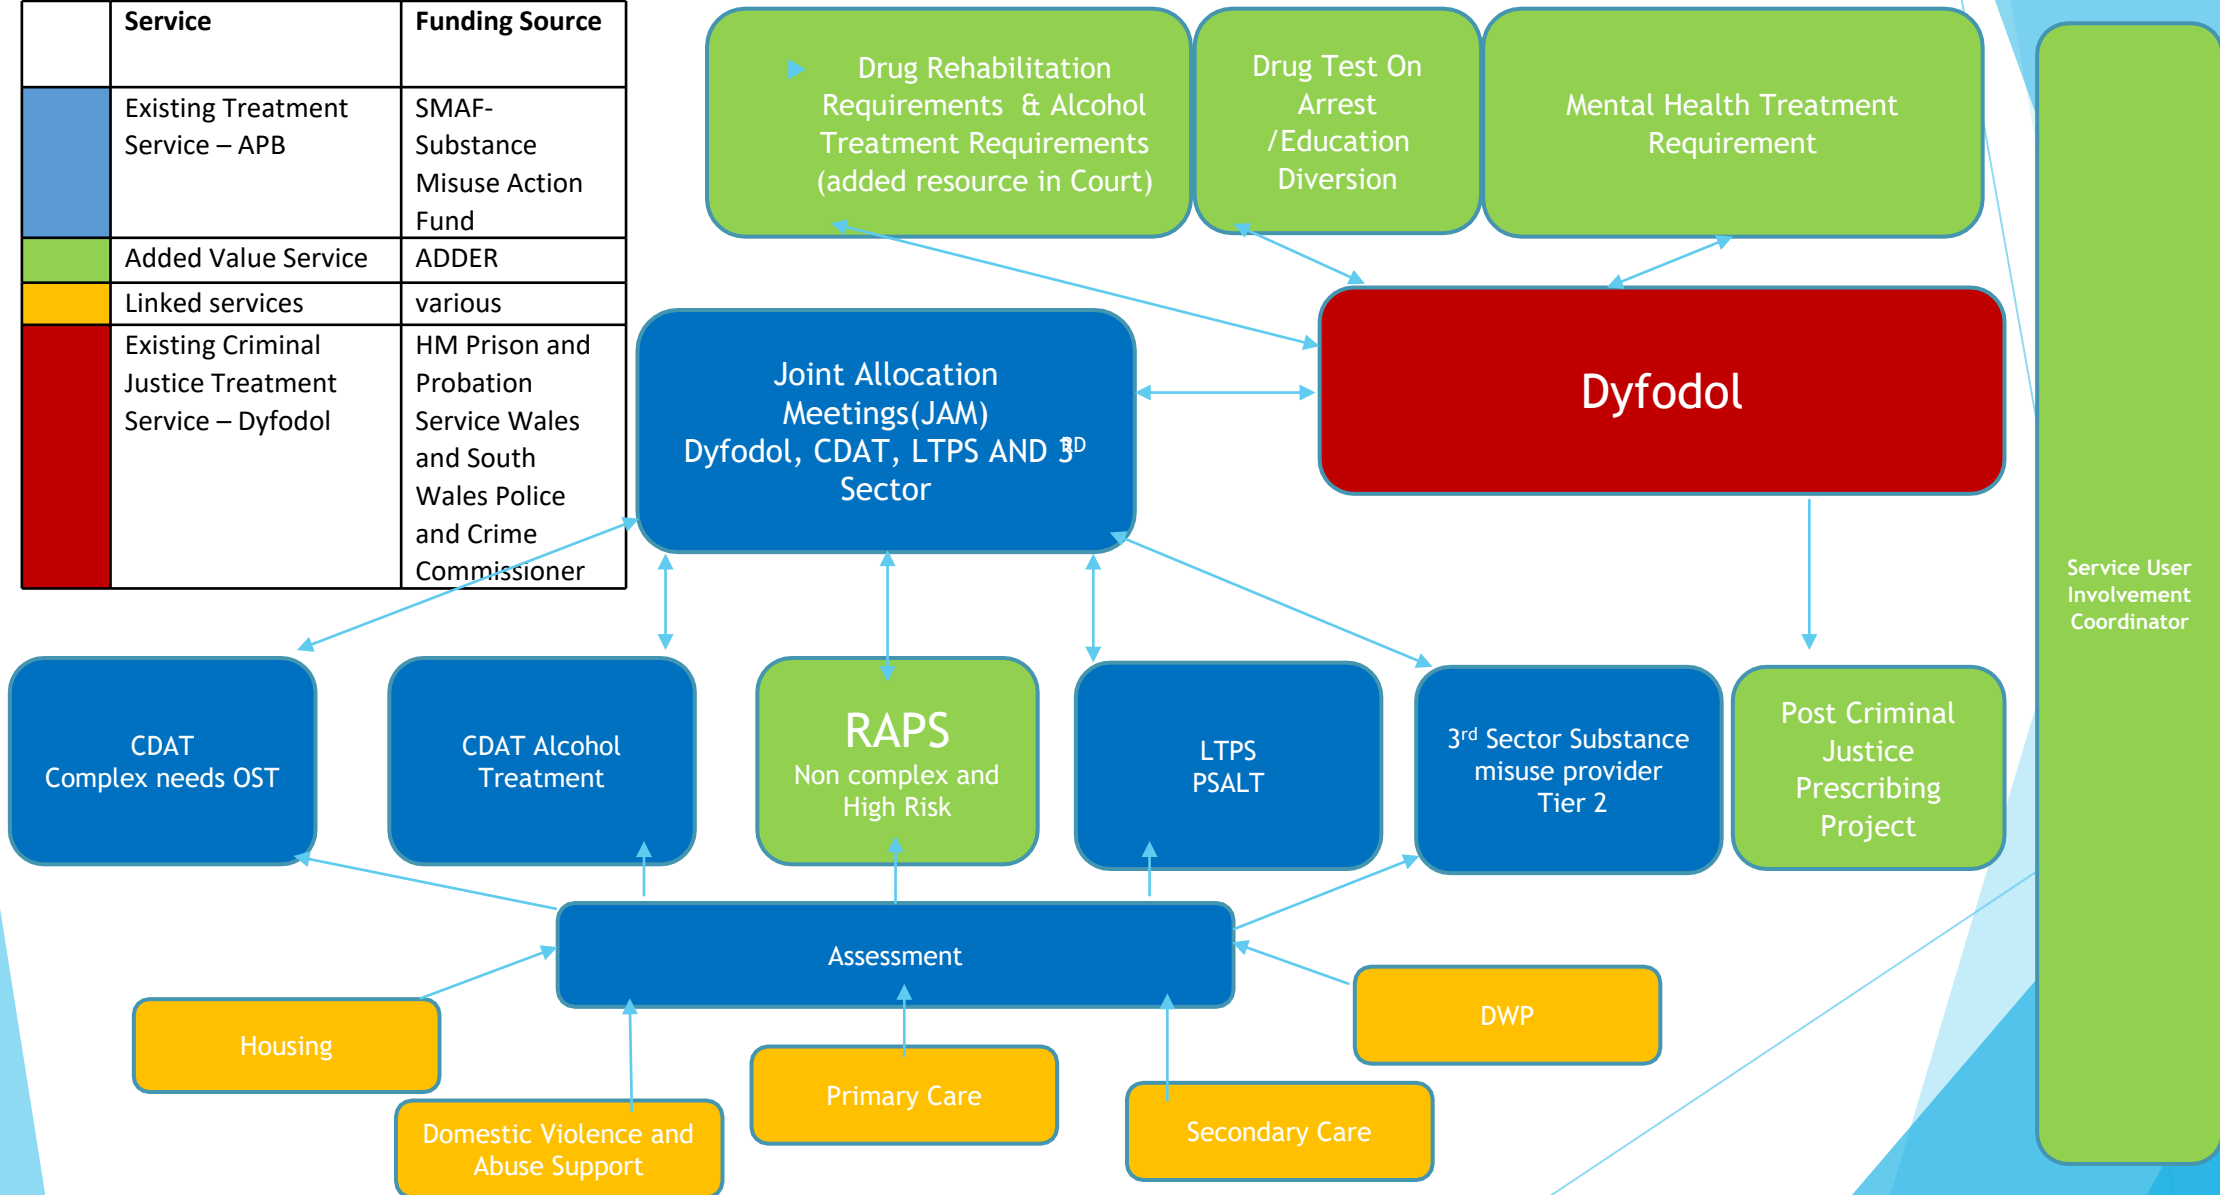 Service
Funding Source
Existing Treatment
Service – APB
SMAF-
Substance
Misuse Action
Fund
Added Value Service
ADDER
Linked services
various
Existing Criminal
Justice Treatment
Service – Dyfodol
HM Prison and
Probation
Service Wales
and South
Wales Police
and Crime
Commissioner
Drug Rehabilitation
Requirements & Alcohol
Treatment Requirements
(added resource in Court)
Drug Test On
Arrest
/Education
Diversion
Mental Health Treatment
Requirement
Joint Allocation
Meetings(JAM)
Dyfodol, CDAT, LTPS AND 3RD
Sector
Dyfodol
Service User
Involvement
Coordinator
CDAT
Complex needs OST
CDAT Alcohol
Treatment
RAPS
Non complex and
High Risk
LTPS
PSALT
3rd Sector Substance
misuse provider
Tier 2
Post Criminal
Justice
Prescribing
Project
Assessment
Housing
Domestic Violence and
Abuse Support
Primary Care
Secondary Care
DWP